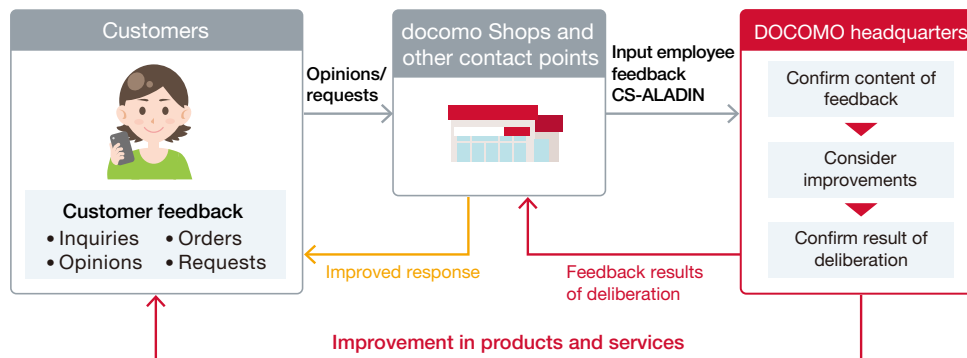 Customers
Customer feedback
• Inquiries • Orders
• Opinions • Requests
Opinions/
requests
docomo Shops and
other contact points
Input employee
feedback
CS-ALADIN
DOCOMO headquarters
Confirm content of
feedback
Consider
improvements
Confirm result of
deliberation
Improved response
Feedback results
of deliberation
Improvement in products and services